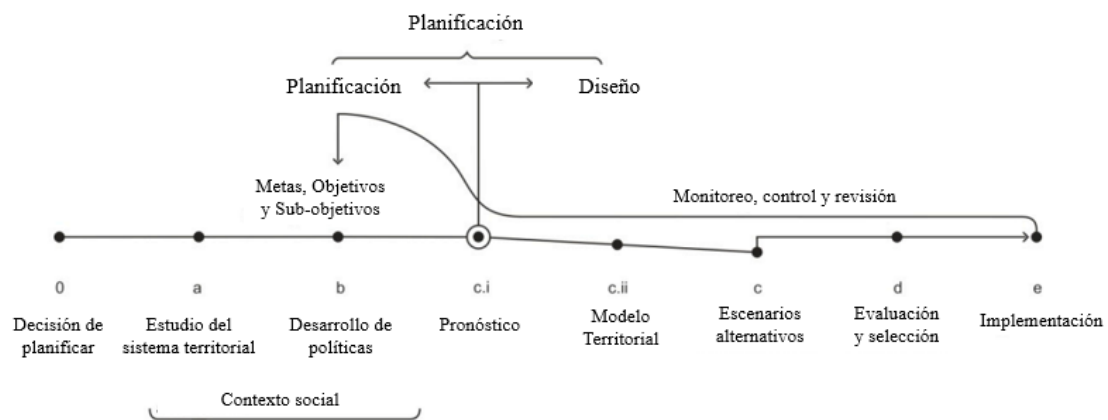 Planificación
Planificación
Diseño
Metas, Objetivos
y Sub-objetivos
Monitoreo, control y revisión
0
a
b
c.i
c.ii
c
d
e
Decisión de
planificar
Estudio del
sistema territorial
Desarrollo de
políticas
Pronóstico
Modelo
Territorial
Escenarios
alternativos
Evaluación
y selección
Implementación
Contexto social